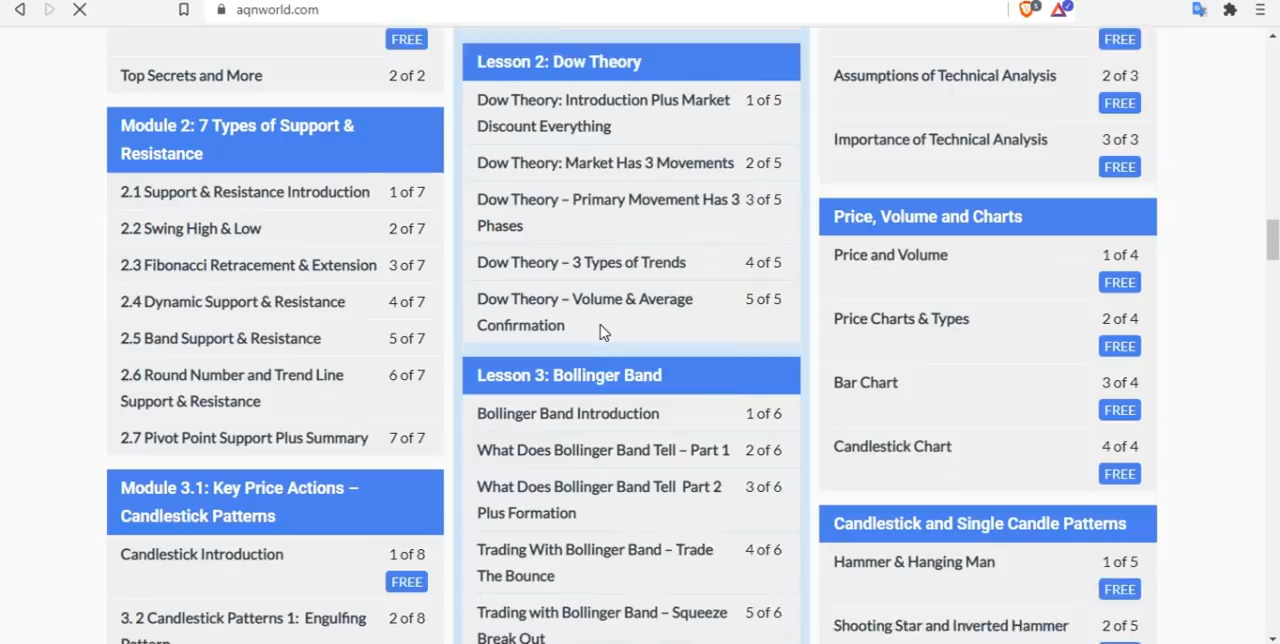 aqnworld.com
FREE
Top Secrets and More 2 of 2
Module 2: 7 Types of Support &
Resistance
2.1 Support & Resistance Introduction 1 of 7
2.2 Swing High & Low 2 of 7
2.3 Fibonacci Retracement & Extension 3 of 7
2.4 Dynamic Support & Resistance 4 of 7
2.5 Band Support & Resistance 5 of 7
2.6 Round Number and Trend Line 6 of 7
Support & Resistance
2.7 Pivot Point Support Plus Summary 7 of 7
Module 3.1: Key Price Actions –
Candlestick Patterns
Candlestick Introduction 1 of 8
FREE
3. 2 Candlestick Patterns 1: Engulfing 2 of 8
Pattern
Lesson 2: Dow Theory
Dow Theory: Introduction Plus Market 1 of 5
Discount Everything
Dow Theory: Market Has 3 Movements 2 of 5
Dow Theory – Primary Movement Has 3 3 of 5
Phases
Dow Theory – 3 Types of Trends 4 of 5
Dow Theory – Volume & Average 5 of 5
Confirmation
Lesson 3: Bollinger Band
Bollinger Band Introduction 1 of 6
What Does Bollinger Band Tell – Part 1 2 of 6
What Does Bollinger Band Tell Part 2 3 of 6
Plus Formation
Trading With Bollinger Band – Trade 4 of 6
The Bounce
Trading with Bollinger Band – Squeeze 5 of 6
Break Out
FREE
Assumptions of Technical Analysis 2 of 3
FREE
Importance of Technical Analysis 3 of 3
FREE
Price, Volume and Charts
Price and Volume 1 of 4
FREE
Price Charts & Types 2 of 4
FREE
Bar Chart 3 of 4
FREE
Candlestick Chart 4 of 4
FREE
Candlestick and Single Candle Patterns
Hammer & Hanging Man 1 of 5
FREE
Shooting Star and Inverted Hammer 2 of 5